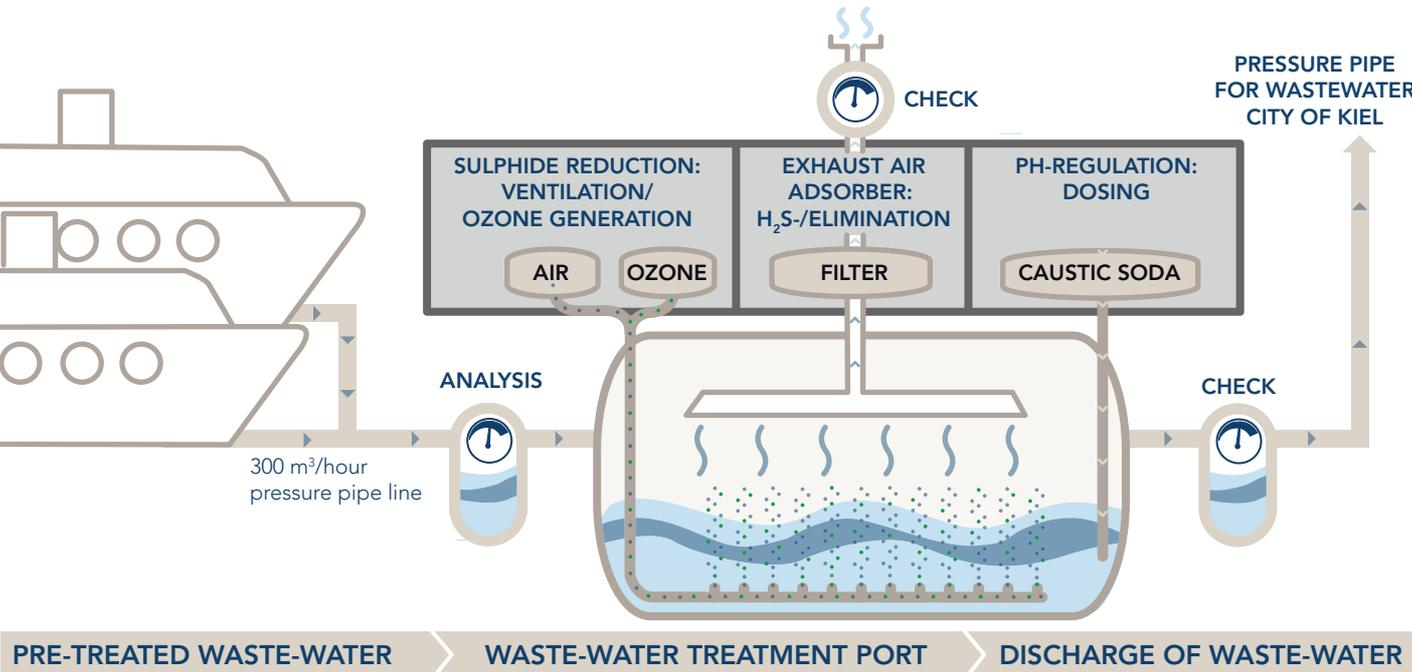 CHECK
PRESSURE PIPE
FOR WASTEWATER
CITY OF KIEL
SULPHIDE REDUCTION:
VENTILATION/
OZONE GENERATION
EXHAUST AIR
ADSORBER:
H₂S-/ELIMINATION
PH-REGULATION:
DOSING
AIR
OZONE
FILTER
CAUSTIC SODA
ANALYSIS
CHECK
300 m³/hour
pressure pipe line
PRE-TREATED WASTE-WATER
WASTE-WATER TREATMENT PORT
DISCHARGE OF WASTE-WATER